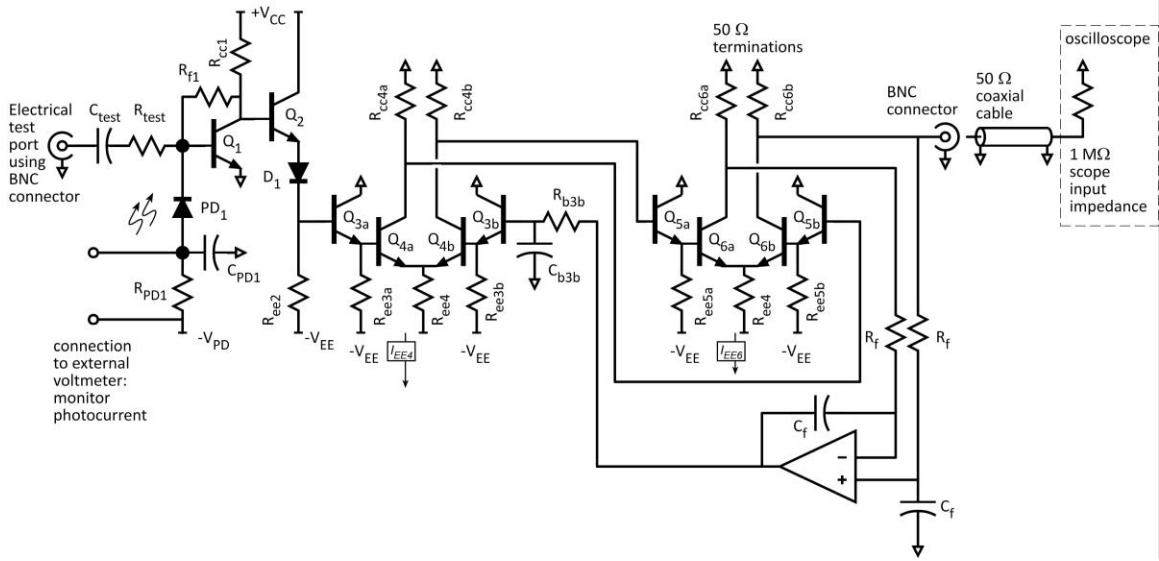 +V_CC
R_cc1
R_f1
Electrical
test
port
using
BNC
connector
C_test
R_test
Q_1
Q_2
D_1
PD_1
C_PD1
R_PD1
-V_PD
connection
to external
voltmeter:
monitor
photocurrent
R_ee2
-V_EE
R_cc4a
R_cc4b
Q_3a
Q_4a
Q_4b
Q_3b
R_b3b
C_b3b
R_ee3a
R_ee4
R_ee3b
-V_EE
I_EE4
-V_EE
50 Ω
terminations
R_cc6a
R_cc6b
Q_5a
Q_6a
Q_6b
Q_5b
R_ee5a
R_ee4
R_ee5b
-V_EE
I_EE6
-V_EE
R_f
R_f
C_f
−
+
C_f
BNC
connector
50 Ω
coaxial
cable
oscilloscope
1 MΩ
scope
input
impedance